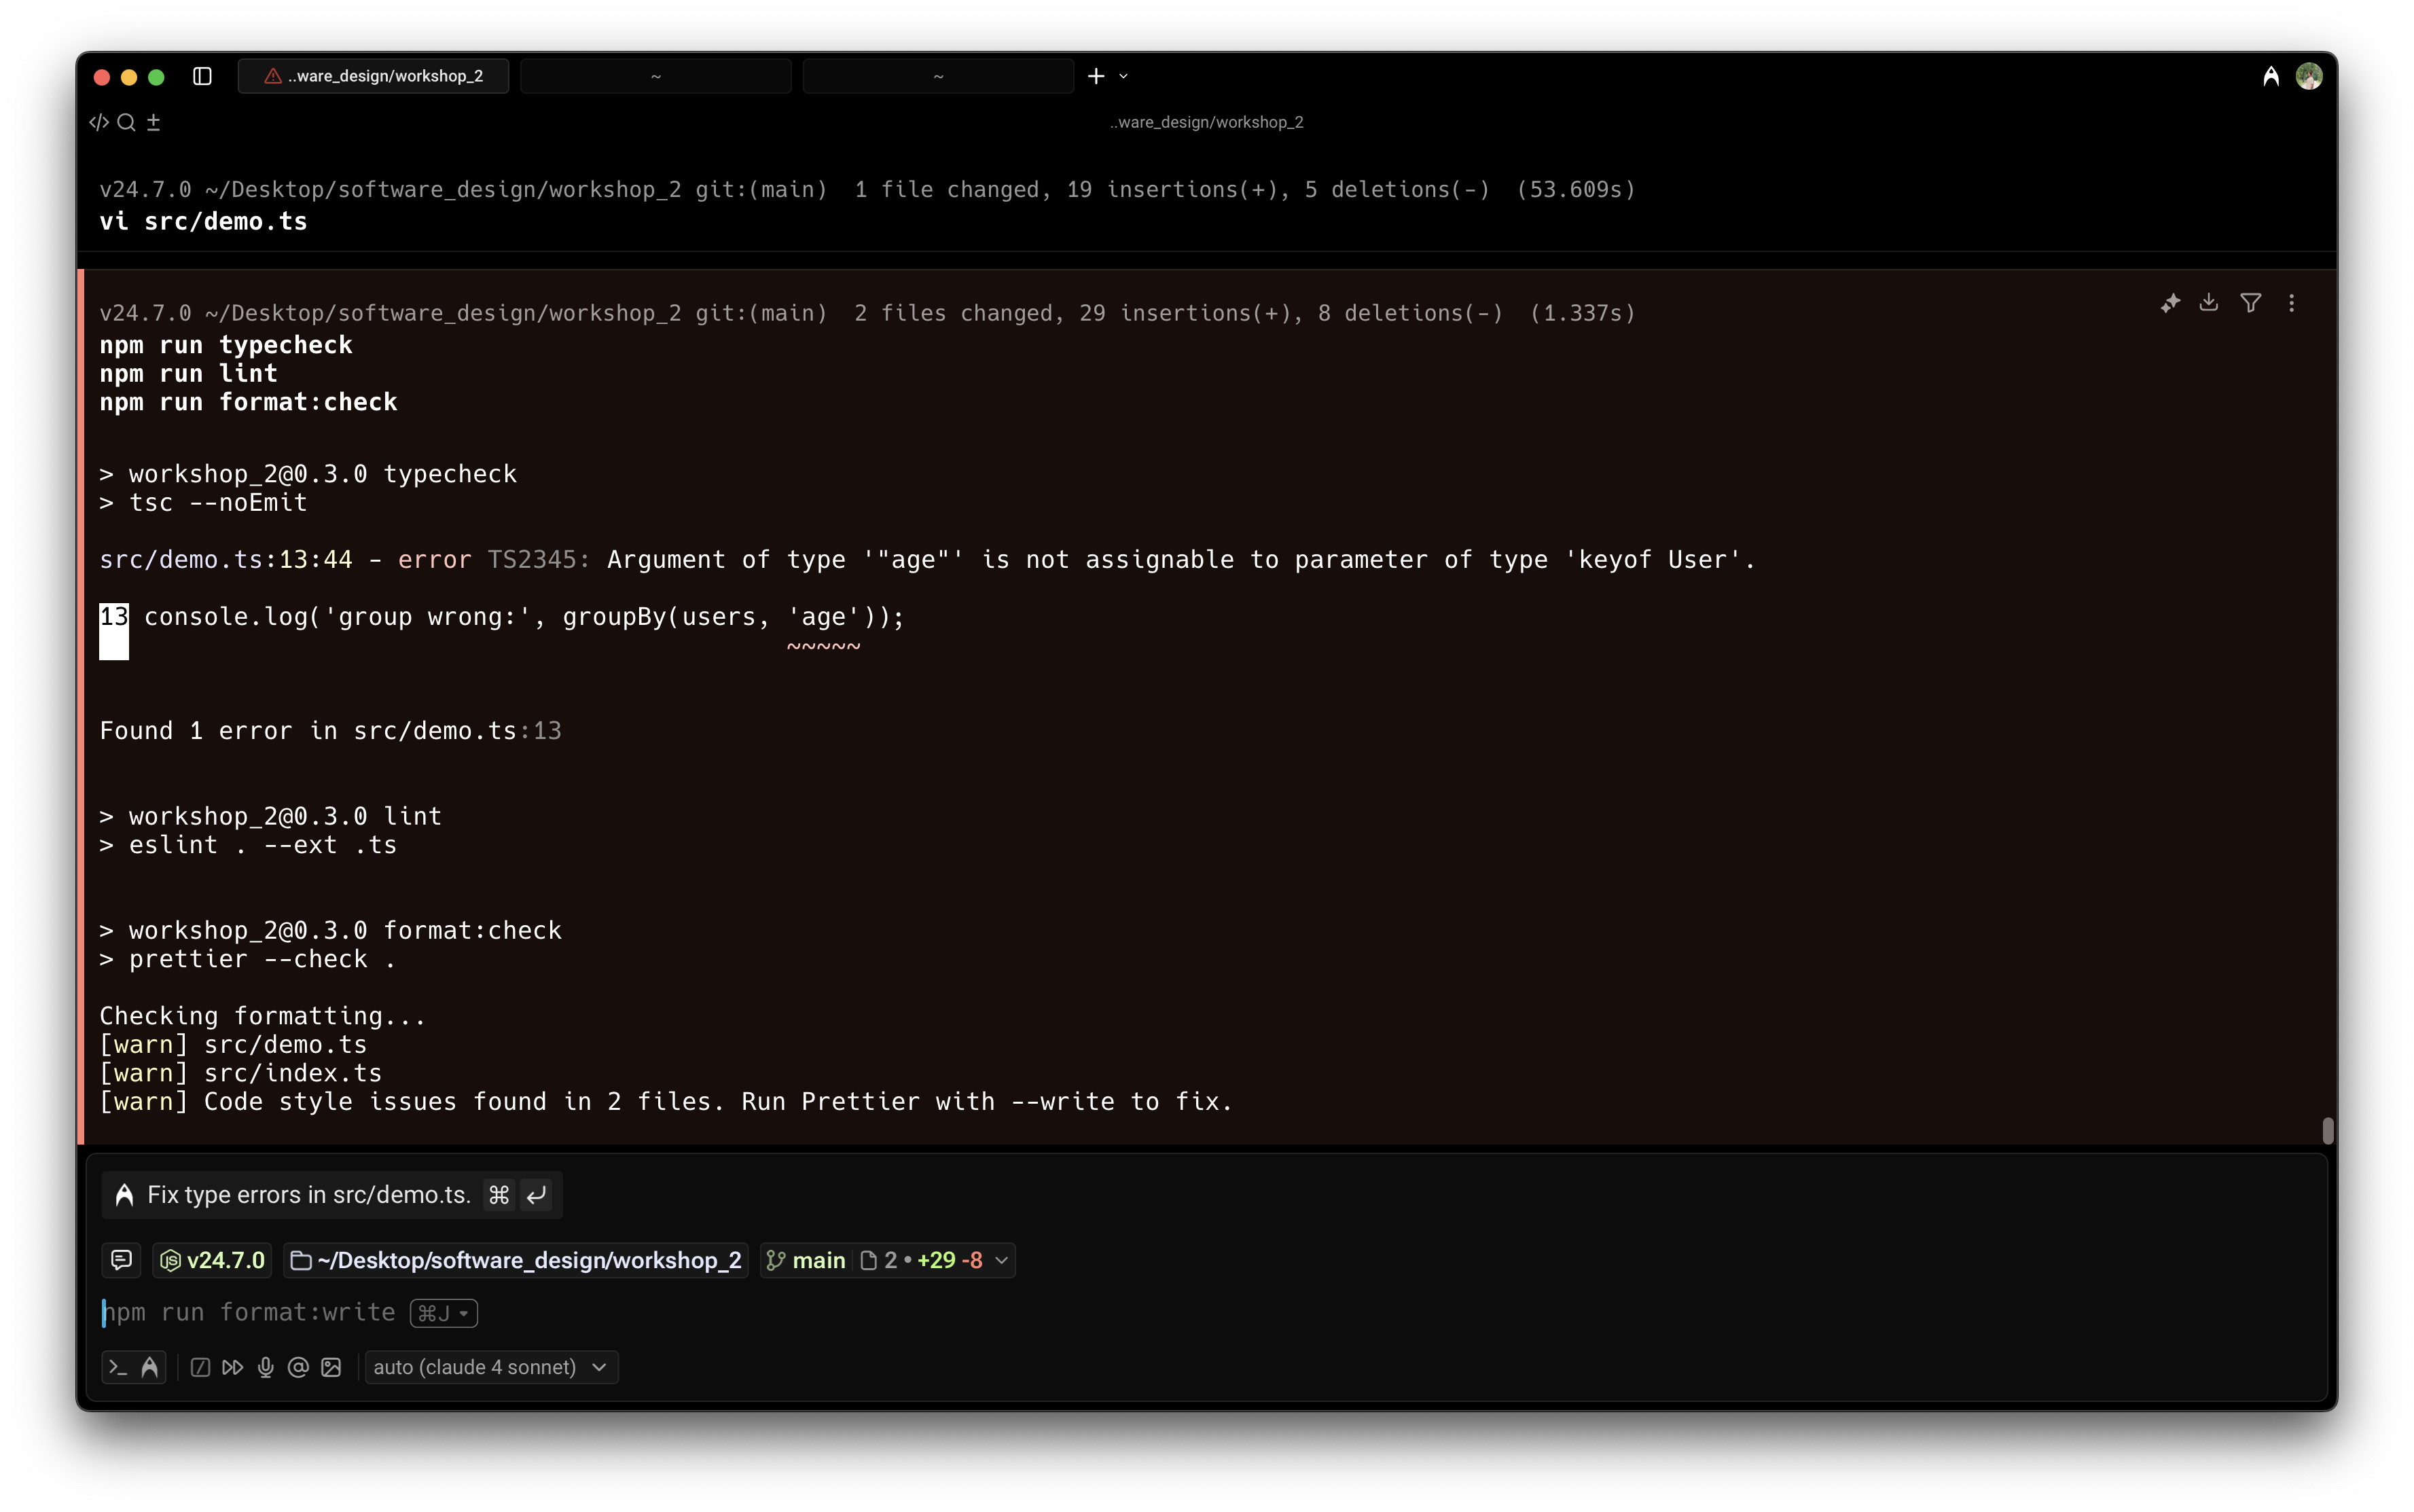 ..ware_design/workshop_2
~
~
..ware_design/workshop_2
v24.7.0 ~/Desktop/software_design/workshop_2 git:(main)  1 file changed, 19 insertions(+), 5 deletions(-)  (53.609s)
vi src/demo.ts
v24.7.0 ~/Desktop/software_design/workshop_2 git:(main)  2 files changed, 29 insertions(+), 8 deletions(-)  (1.337s)
npm run typecheck
npm run lint
npm run format:check
> workshop_2@0.3.0 typecheck
> tsc --noEmit
src/demo.ts:13:44 - error TS2345: Argument of type '"age"' is not assignable to parameter of type 'keyof User'.
13 console.log('group wrong:', groupBy(users, 'age'));
~~~~~
Found 1 error in src/demo.ts:13
> workshop_2@0.3.0 lint
> eslint . --ext .ts
> workshop_2@0.3.0 format:check
> prettier --check .
Checking formatting...
[warn] src/demo.ts
[warn] src/index.ts
[warn] Code style issues found in 2 files. Run Prettier with --write to fix.
Fix type errors in src/demo.ts. ⌘ ↵
v24.7.0 ~/Desktop/software_design/workshop_2 main 2 • +29 -8
npm run format:write ⌘J
auto (claude 4 sonnet)